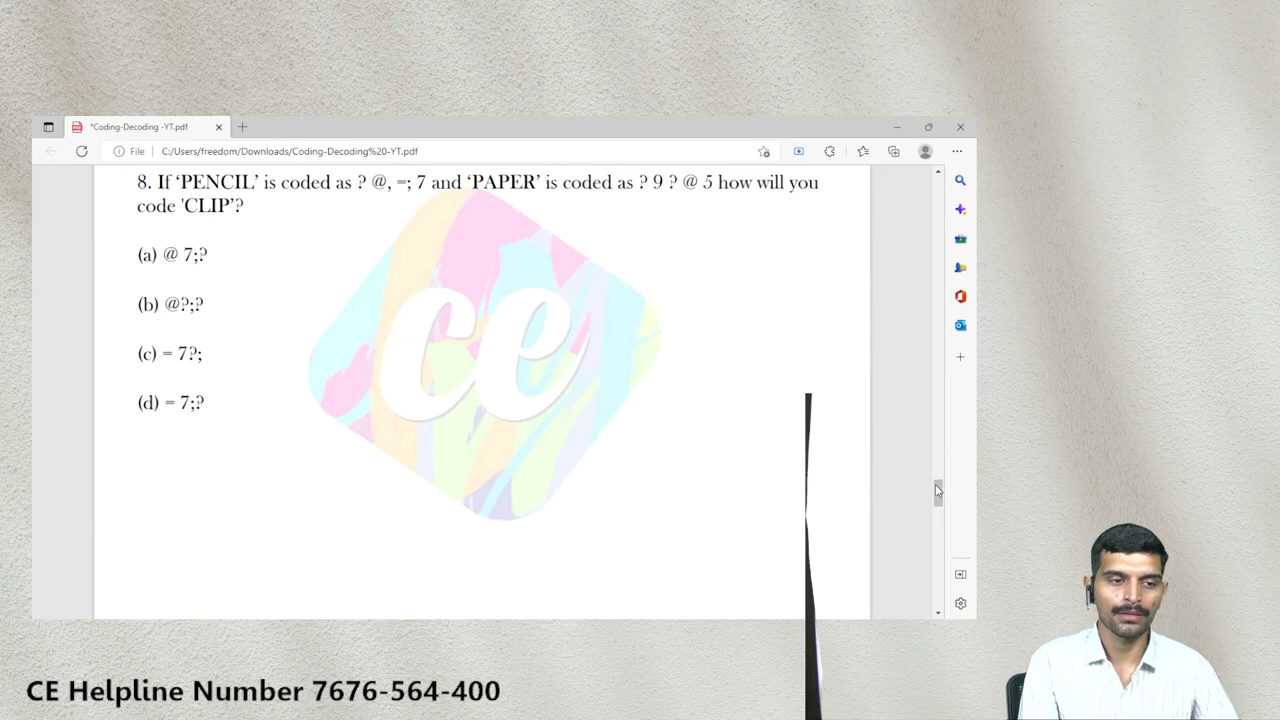 *Coding-Decoding -YT.pdf
File C:/Users/freedom/Downloads/Coding-Decoding%20-YT.pdf
8. If ‘PENCIL’ is coded as ? @, =; 7 and ‘PAPER’ is coded as ? 9 ? @ 5 how will you
code 'CLIP’?
(a) @ 7;?
(b) @?;?
(c) = 7?;
(d) = 7;?
ce
CE Helpline Number 7676-564-400